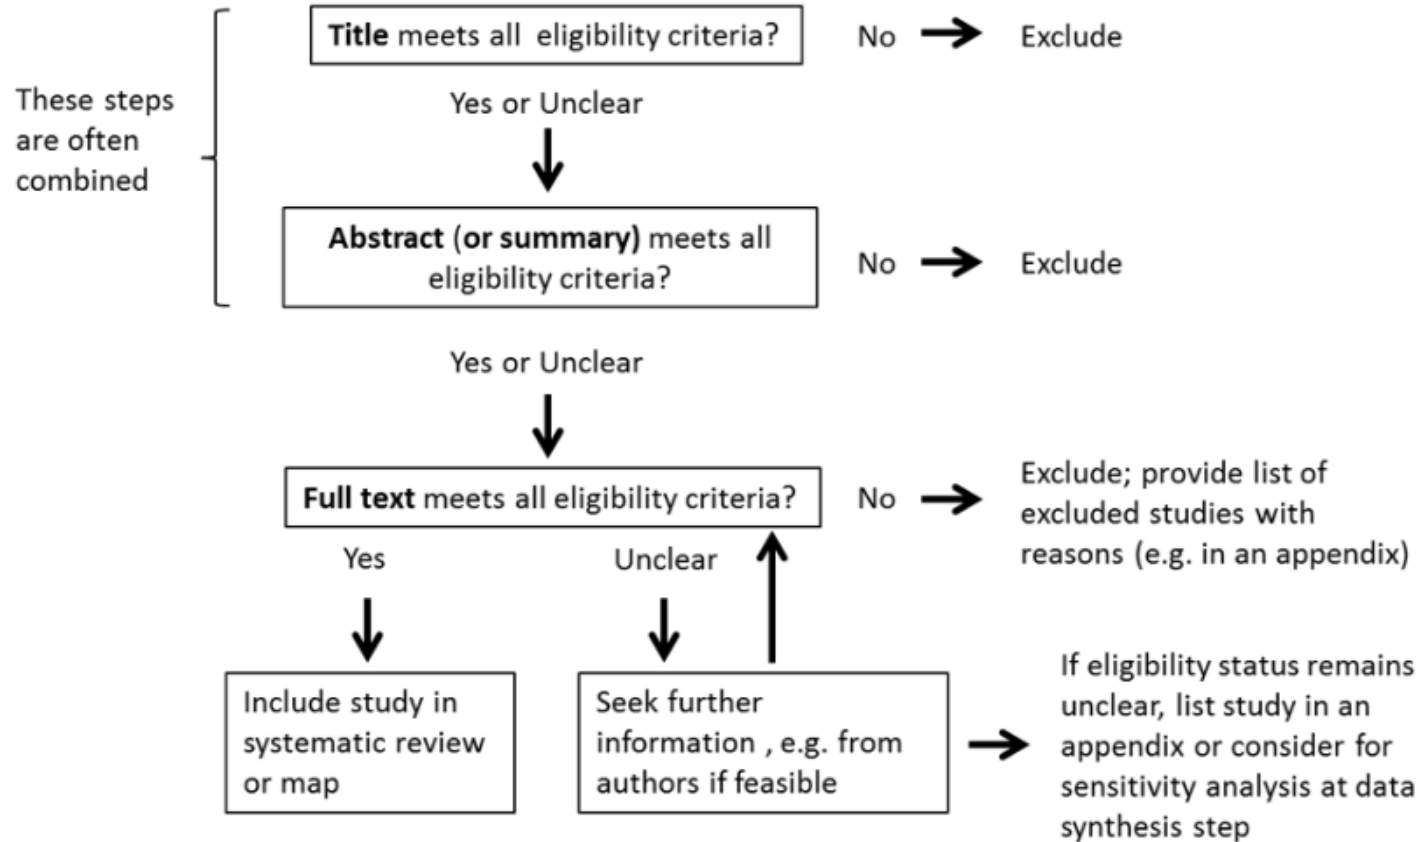 Title meets all eligibility criteria?
No
Exclude
These steps
are often
combined
Yes or Unclear
Abstract (or summary) meets all
eligibility criteria?
No
Exclude
Yes or Unclear
Full text meets all eligibility criteria?
No
Exclude; provide list of
excluded studies with
reasons (e.g. in an appendix)
Yes
Unclear
Include study in
systematic review
or map
Seek further
information , e.g. from
authors if feasible
If eligibility status remains
unclear, list study in an
appendix or consider for
sensitivity analysis at data
synthesis step